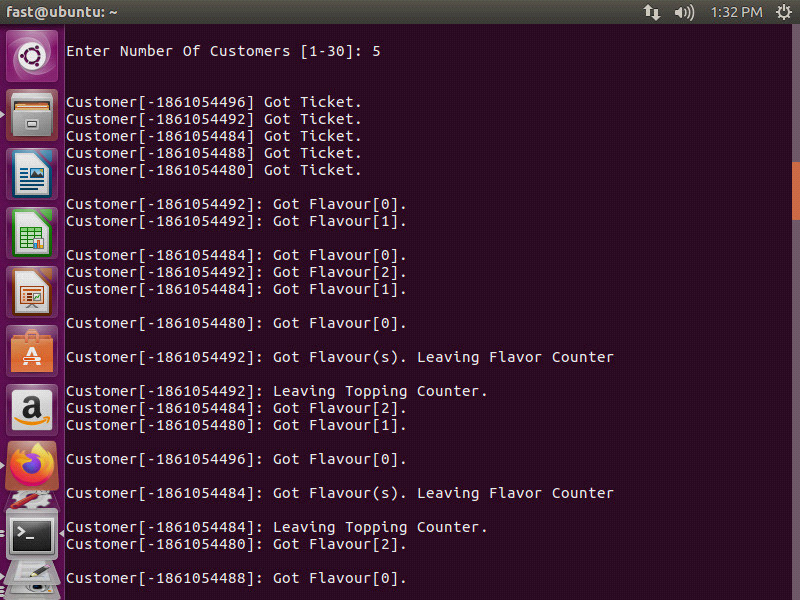 fast@ubuntu: ~
1:32 PM
Enter Number Of Customers [1-30]: 5
Customer[-1861054496] Got Ticket.
Customer[-1861054492] Got Ticket.
Customer[-1861054484] Got Ticket.
Customer[-1861054488] Got Ticket.
Customer[-1861054480] Got Ticket.
Customer[-1861054492]: Got Flavour[0].
Customer[-1861054492]: Got Flavour[1].
Customer[-1861054484]: Got Flavour[0].
Customer[-1861054492]: Got Flavour[2].
Customer[-1861054484]: Got Flavour[1].
Customer[-1861054480]: Got Flavour[0].
Customer[-1861054492]: Got Flavour(s). Leaving Flavor Counter
Customer[-1861054492]: Leaving Topping Counter.
Customer[-1861054484]: Got Flavour[2].
Customer[-1861054480]: Got Flavour[1].
Customer[-1861054496]: Got Flavour[0].
Customer[-1861054484]: Got Flavour(s). Leaving Flavor Counter
Customer[-1861054484]: Leaving Topping Counter.
Customer[-1861054480]: Got Flavour[2].
Customer[-1861054488]: Got Flavour[0].